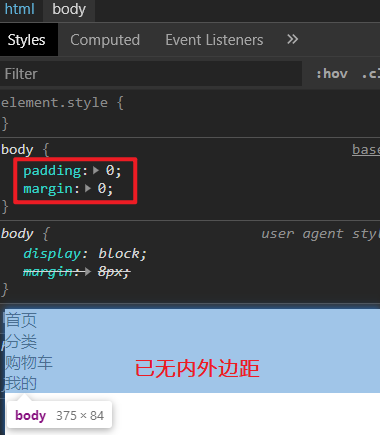 html body
Styles Computed Event Listeners »
Filter :hov .cl
element.style {
}
body { base
padding: 0;
margin: 0;
}
body { user agent sty
display: block;
margin: 8px;
}
首页
分类
购物车
我的
已无内外边距
body 375 × 84